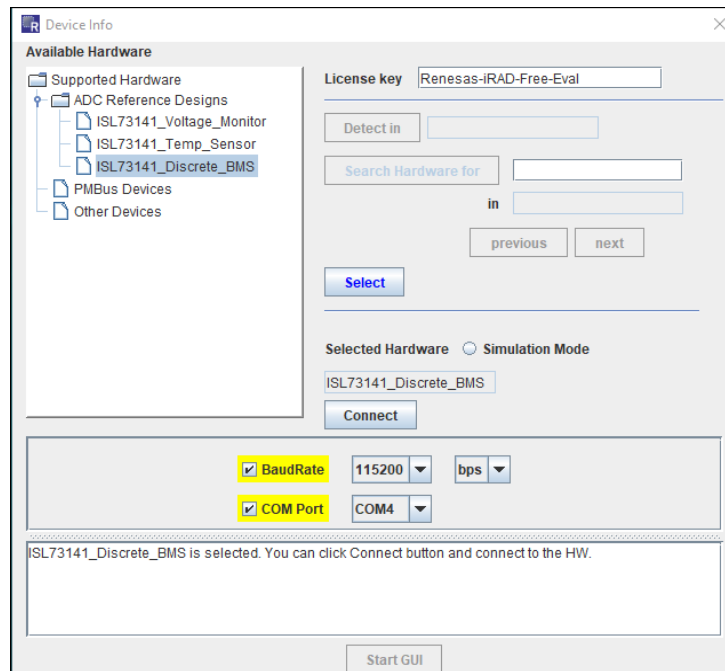 R Device Info
Available Hardware
Supported Hardware
ADC Reference Designs
ISL73141_Voltage_Monitor
ISL73141_Temp_Sensor
ISL73141_Discrete_BMS
PMBus Devices
Other Devices
License key Renesas-iRAD-Free-Eval
Detect in
Search Hardware for
in
previous next
Select
Selected Hardware Simulation Mode
ISL73141_Discrete_BMS
Connect
BaudRate 115200 bps
COM Port COM4
ISL73141_Discrete_BMS is selected. You can click Connect button and connect to the HW.
Start GUI